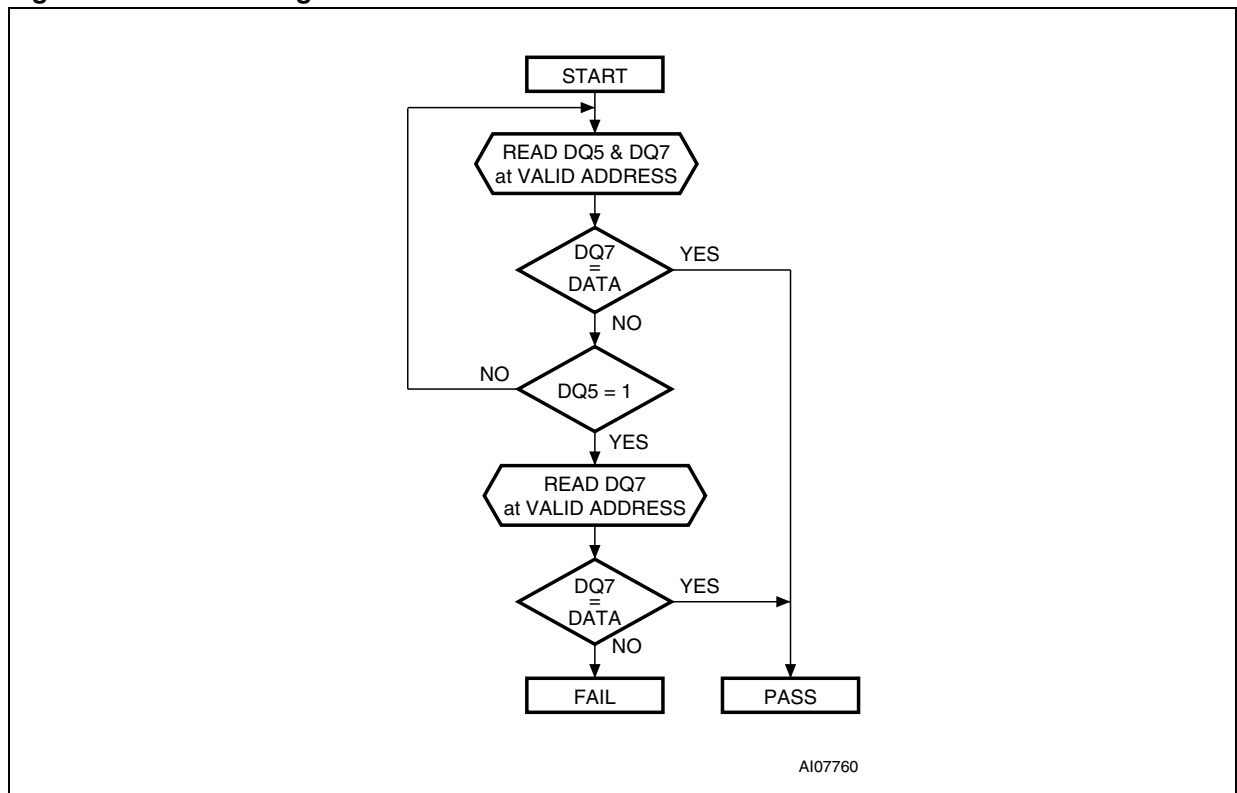 START
READ DQ5 & DQ7
at VALID ADDRESS
DQ7
=
DATA
YES
NO
NO
DQ5 = 1
YES
READ DQ7
at VALID ADDRESS
DQ7
=
DATA
YES
NO
FAIL
PASS
AI07760